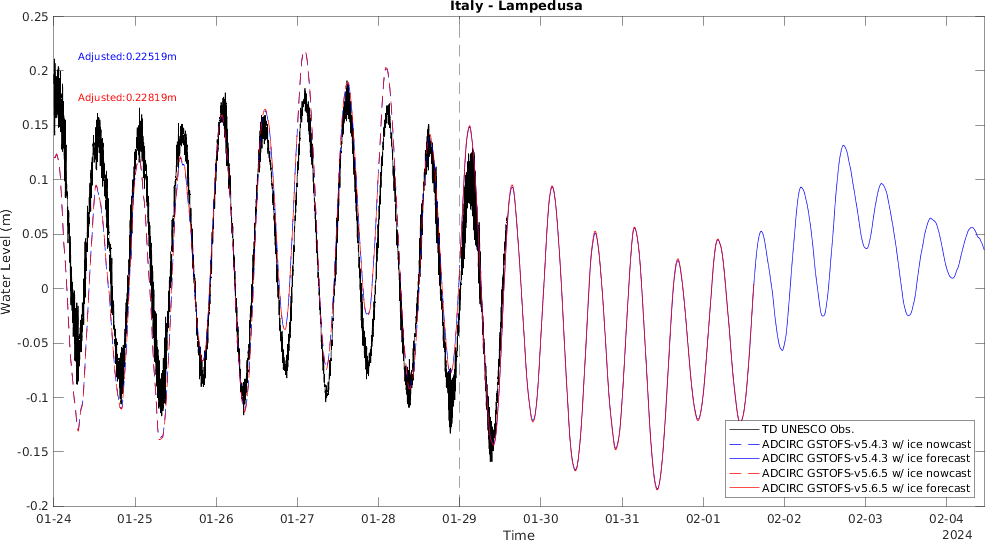 Italy - Lampedusa
Adjusted:0.22519m
Adjusted:0.22819m
Water Level (m)
0.25
0.2
0.15
0.1
0.05
0
-0.05
-0.1
-0.15
-0.2
TD UNESCO Obs.
ADCIRC GSTOFS-v5.4.3 w/ ice nowcast
ADCIRC GSTOFS-v5.4.3 w/ ice forecast
ADCIRC GSTOFS-v5.6.5 w/ ice nowcast
ADCIRC GSTOFS-v5.6.5 w/ ice forecast
01-24 01-25 01-26 01-27 01-28 01-29 01-30 01-31 02-01 02-02 02-03 02-04
Time
2024